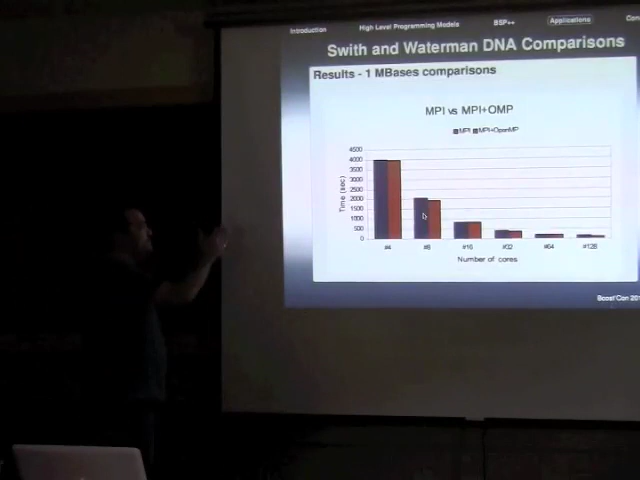 Introduction High Level Programming Models BSP++ Applications
Swith and Waterman DNA Comparisons
Results - 1 MBases comparisons
MPI vs MPI+OMP
MPI MPI+OpenMP
4500
4000
3500
3000
2500
2000
1500
1000
500
0
Time (sec)
#4 #8 #16 #32 #64 #128
Number of cores
Boost'Con 201